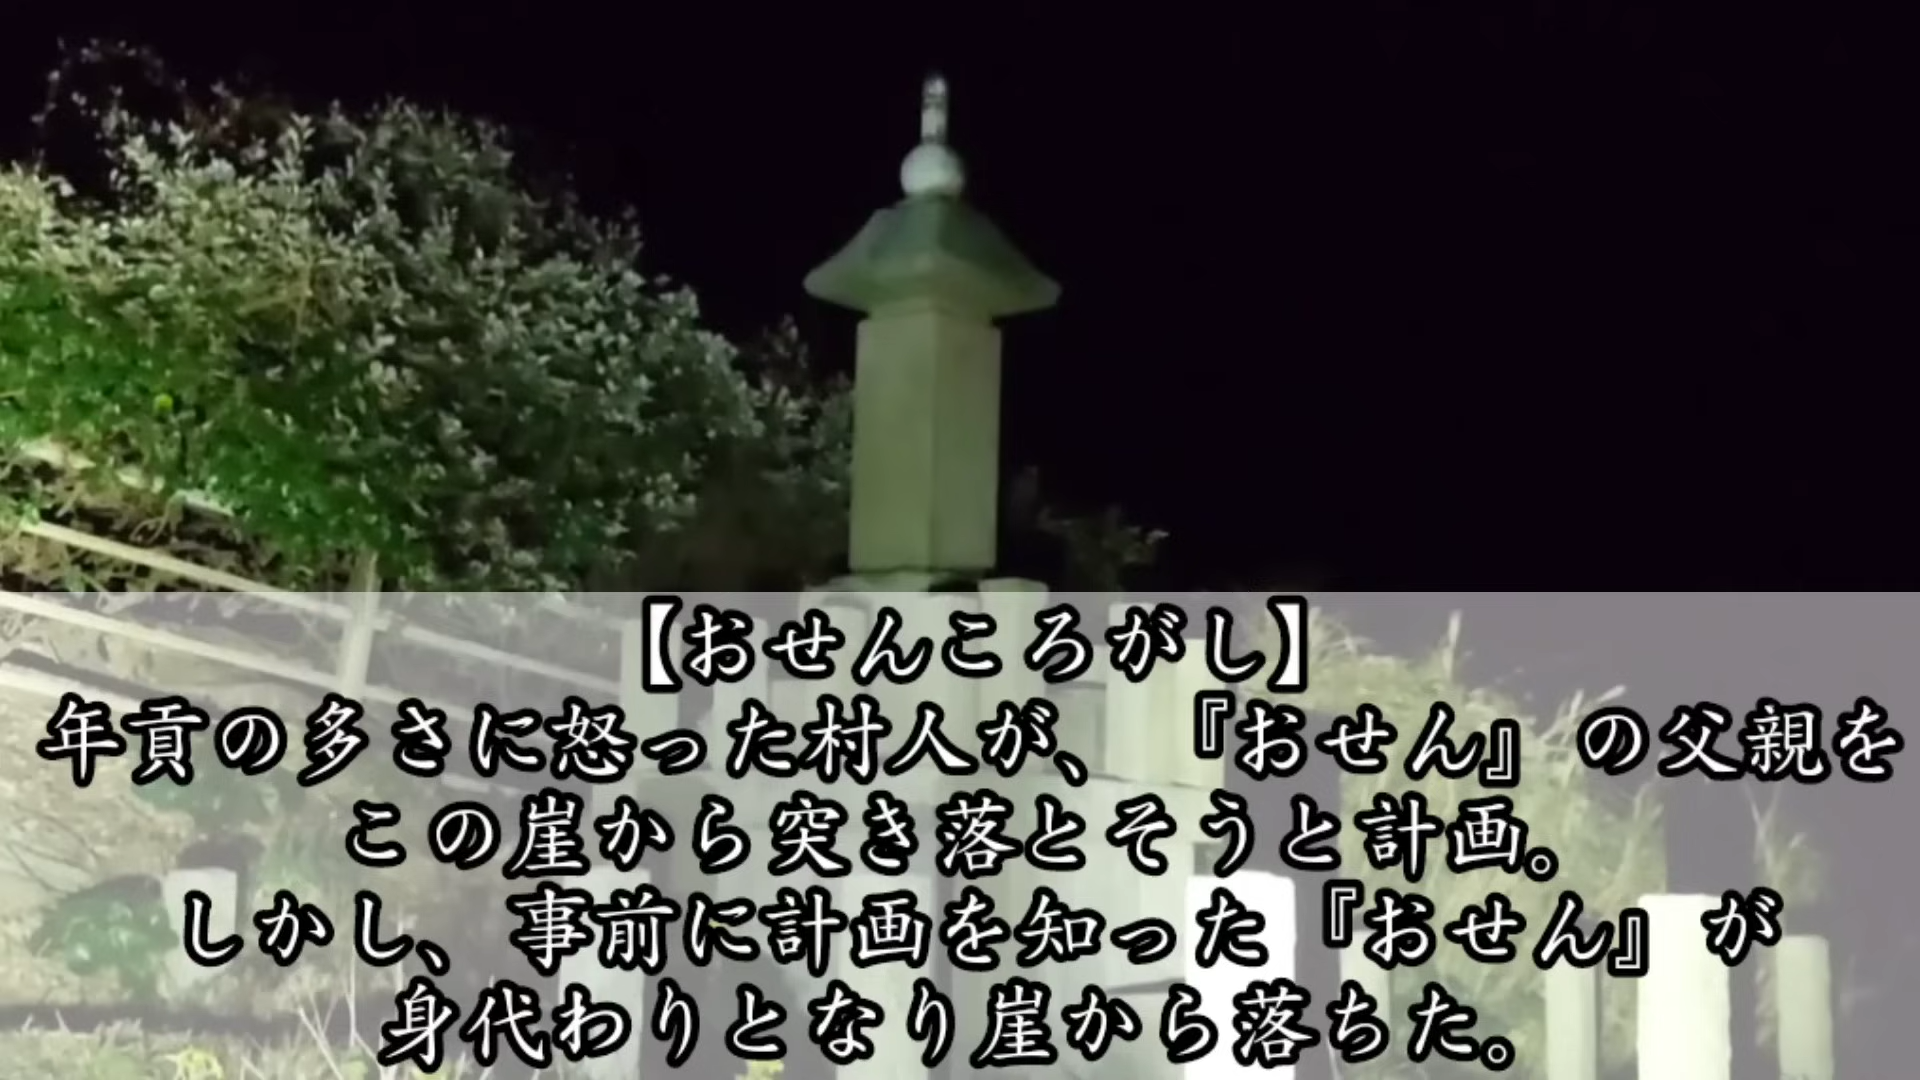 【おせんころがし】
年貢の多さに怒った村人が、『おせん』の父親を
この崖から突き落とそうと計画。
しかし、事前に計画を知った『おせん』が
身代わりとなり崖から落ちた。